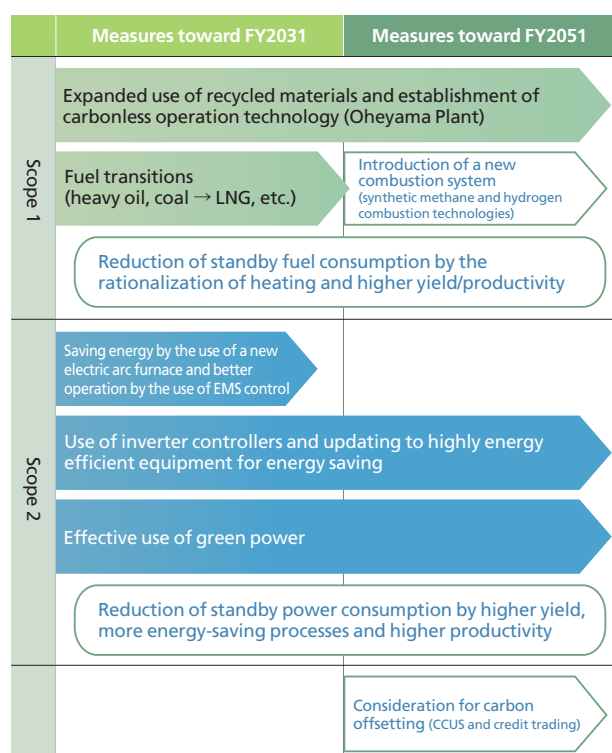 Measures toward FY2031
Measures toward FY2051
Scope 1
Expanded use of recycled materials and establishment of
carbonless operation technology (Oheyama Plant)
Fuel transitions
(heavy oil, coal → LNG, etc.)
Introduction of a new
combustion system
(synthetic methane and hydrogen
combustion technologies)
Reduction of standby fuel consumption by the
rationalization of heating and higher yield/productivity
Scope 2
Saving energy by the use of a new
electric arc furnace and better
operation by the use of EMS control
Use of inverter controllers and updating to highly energy
efficient equipment for energy saving
Effective use of green power
Reduction of standby power consumption by higher yield,
more energy-saving processes and higher productivity
Consideration for carbon
offsetting (CCUS and credit trading)